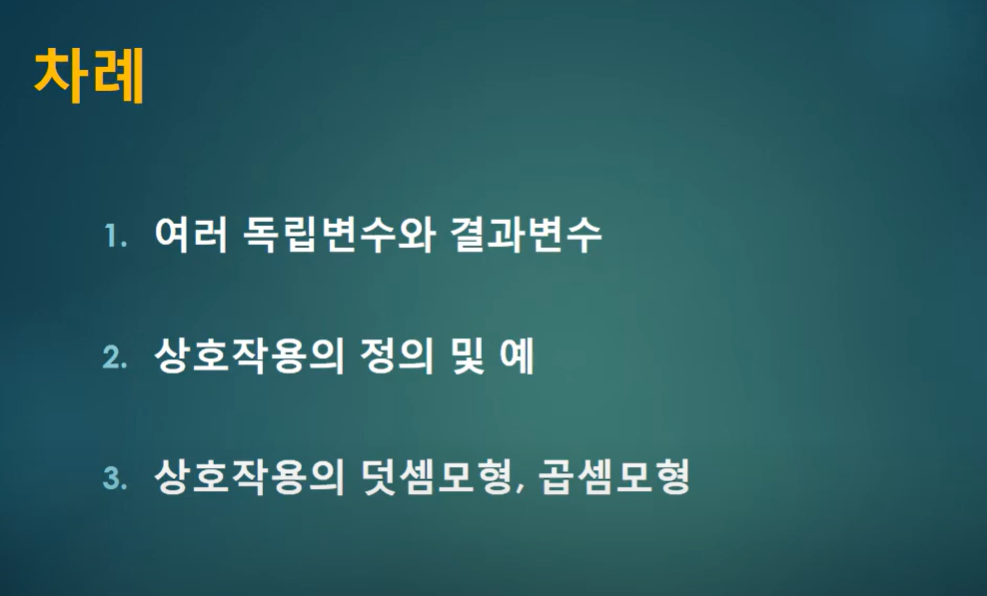 차례
1. 여러 독립변수와 결과변수
2. 상호작용의 정의 및 예
3. 상호작용의 덧셈모형, 곱셈모형